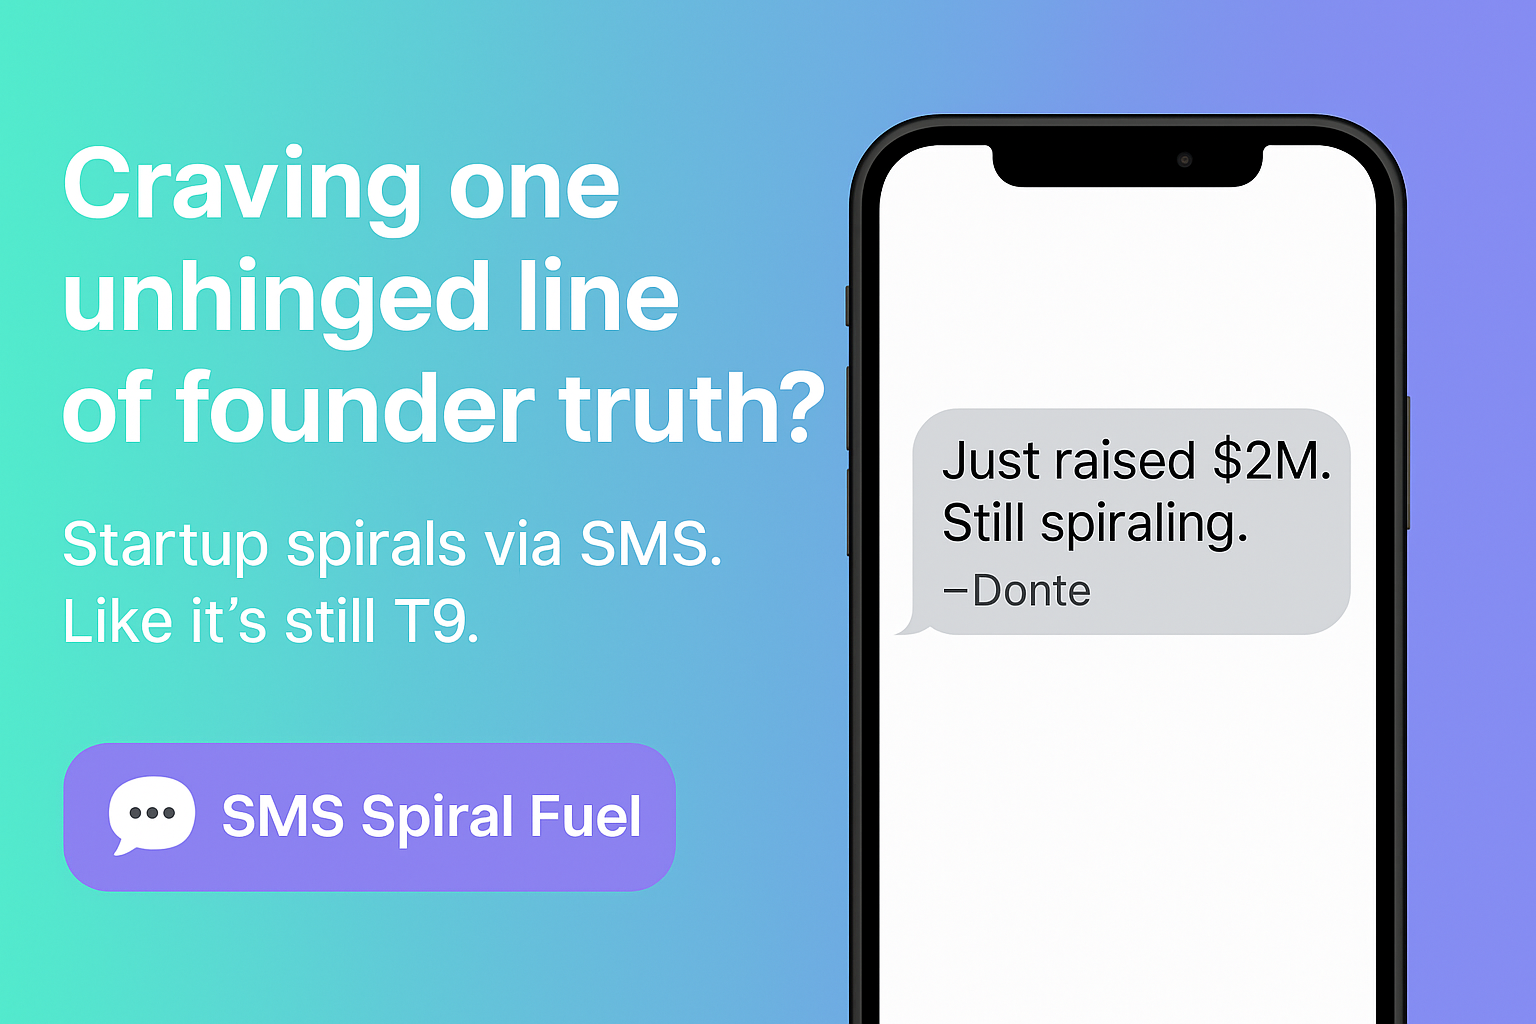 Craving one
unhinged line
of founder truth?
Startup spirals via SMS.
Like it’s still T9.
SMS Spiral Fuel
Just raised $2M.
Still spiraling.
–Donte